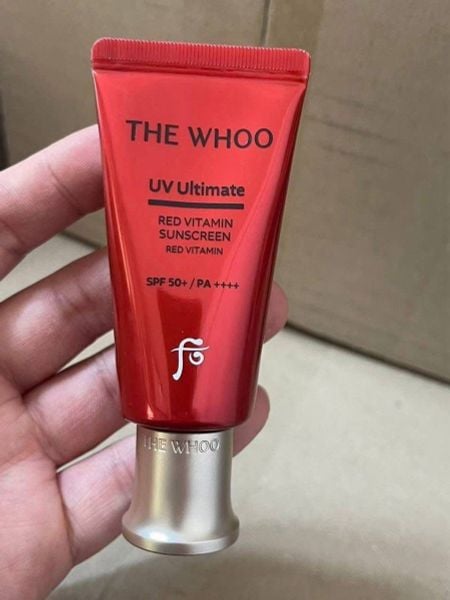 THE WHOO
UV Ultimate
RED VITAMIN
SUNSCREEN
RED VITAMIN
SPF 50+ / PA ++++
THE WHOO